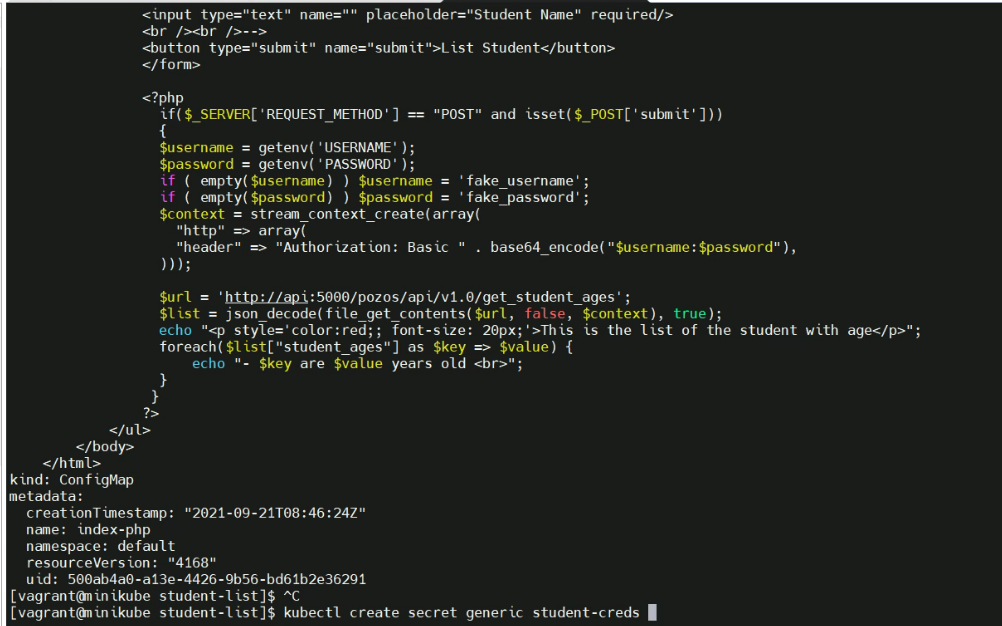 <input type="text" name="" placeholder="Student Name" required/>
<br /><br />-->
<button type="submit" name="submit">List Student</button>
</form>
<?php
if($_SERVER['REQUEST_METHOD'] == "POST" and isset($_POST['submit']))
{
$username = getenv('USERNAME');
$password = getenv('PASSWORD');
if ( empty($username) ) $username = 'fake_username';
if ( empty($password) ) $password = 'fake_password';
$context = stream_context_create(array(
"http" => array(
"header" => "Authorization: Basic " . base64_encode("$username:$password"),
)));
$url = 'http://api:5000/pozos/api/v1.0/get_student_ages';
$list = json_decode(file_get_contents($url, false, $context), true);
echo "<p style='color:red;; font-size: 20px;'>This is the list of the student with age</p>";
foreach($list["student_ages"] as $key => $value) {
echo "- $key are $value years old <br>";
}
}
?>
</ul>
</body>
</html>
kind: ConfigMap
metadata:
creationTimestamp: "2021-09-21T08:46:24Z"
name: index-php
namespace: default
resourceVersion: "4168"
uid: 500ab4a0-a13e-4426-9b56-bd61b2e36291
[vagrant@minikube student-list]$ ^C
[vagrant@minikube student-list]$ kubectl create secret generic student-creds